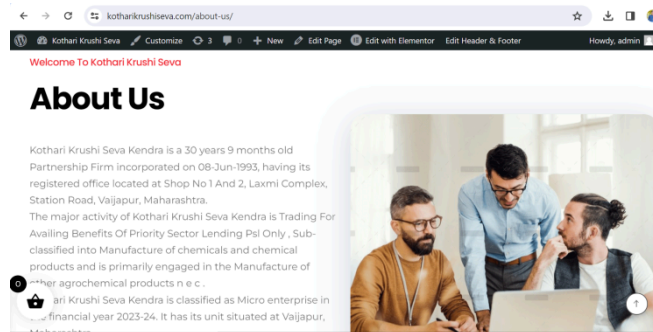 kotharikrushiseva.com/about-us/
Kothari Krushi Seva Customize 3 0 New Edit Page Edit with Elementor Edit Header & Footer Howdy, admin
Welcome To Kothari Krushi Seva
About Us
Kothari Krushi Seva Kendra is a 30 years 9 months old
Partnership Firm incorporated on 08-Jun-1993, having its
registered office located at Shop No 1 And 2, Laxmi Complex,
Station Road, Vaijapur, Maharashtra.
The major activity of Kothari Krushi Seva Kendra is Trading For
Availing Benefits Of Priority Sector Lending Psl Only , Sub-
classified into Manufacture of chemicals and chemical
products and is primarily engaged in the Manufacture of
other agrochemical products n e c .
0
ari Krushi Seva Kendra is classified as Micro enterprise in
financial year 2023-24. It has its unit situated at Vaijapur,